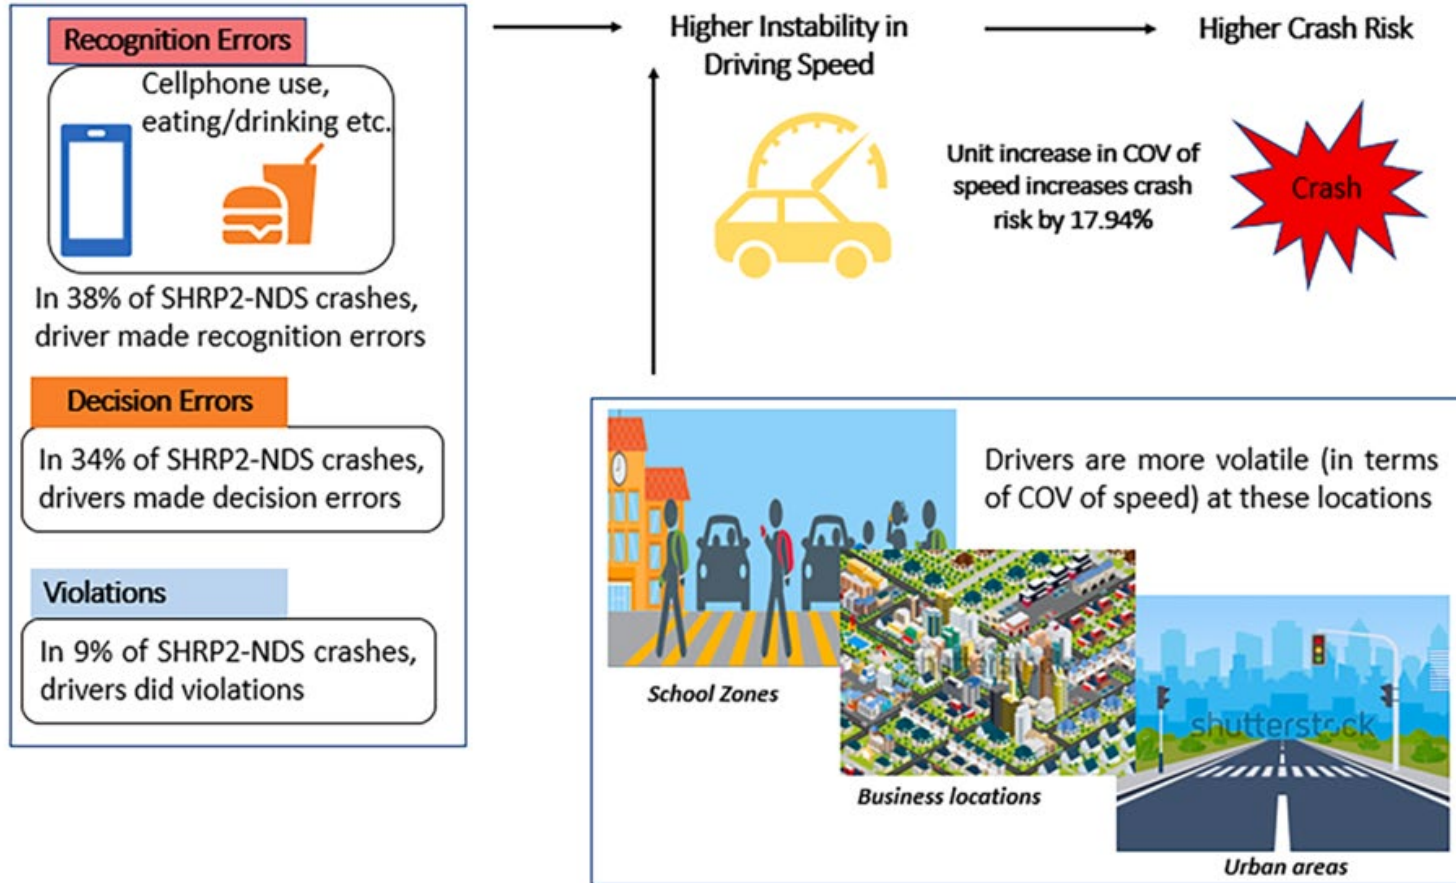 Recognition Errors
Cellphone use,
eating/drinking etc.
In 38% of SHRP2-NDS crashes,
driver made recognition errors
Decision Errors
In 34% of SHRP2-NDS crashes,
drivers made decision errors
Violations
In 9% of SHRP2-NDS crashes,
drivers did violations
Higher Instability in
Driving Speed
Higher Crash Risk
Unit increase in COV of
speed increases crash
risk by 17.94%
Crash
Drivers are more volatile (in terms
of COV of speed) at these locations
School Zones
Business locations
shutterstock
Urban areas